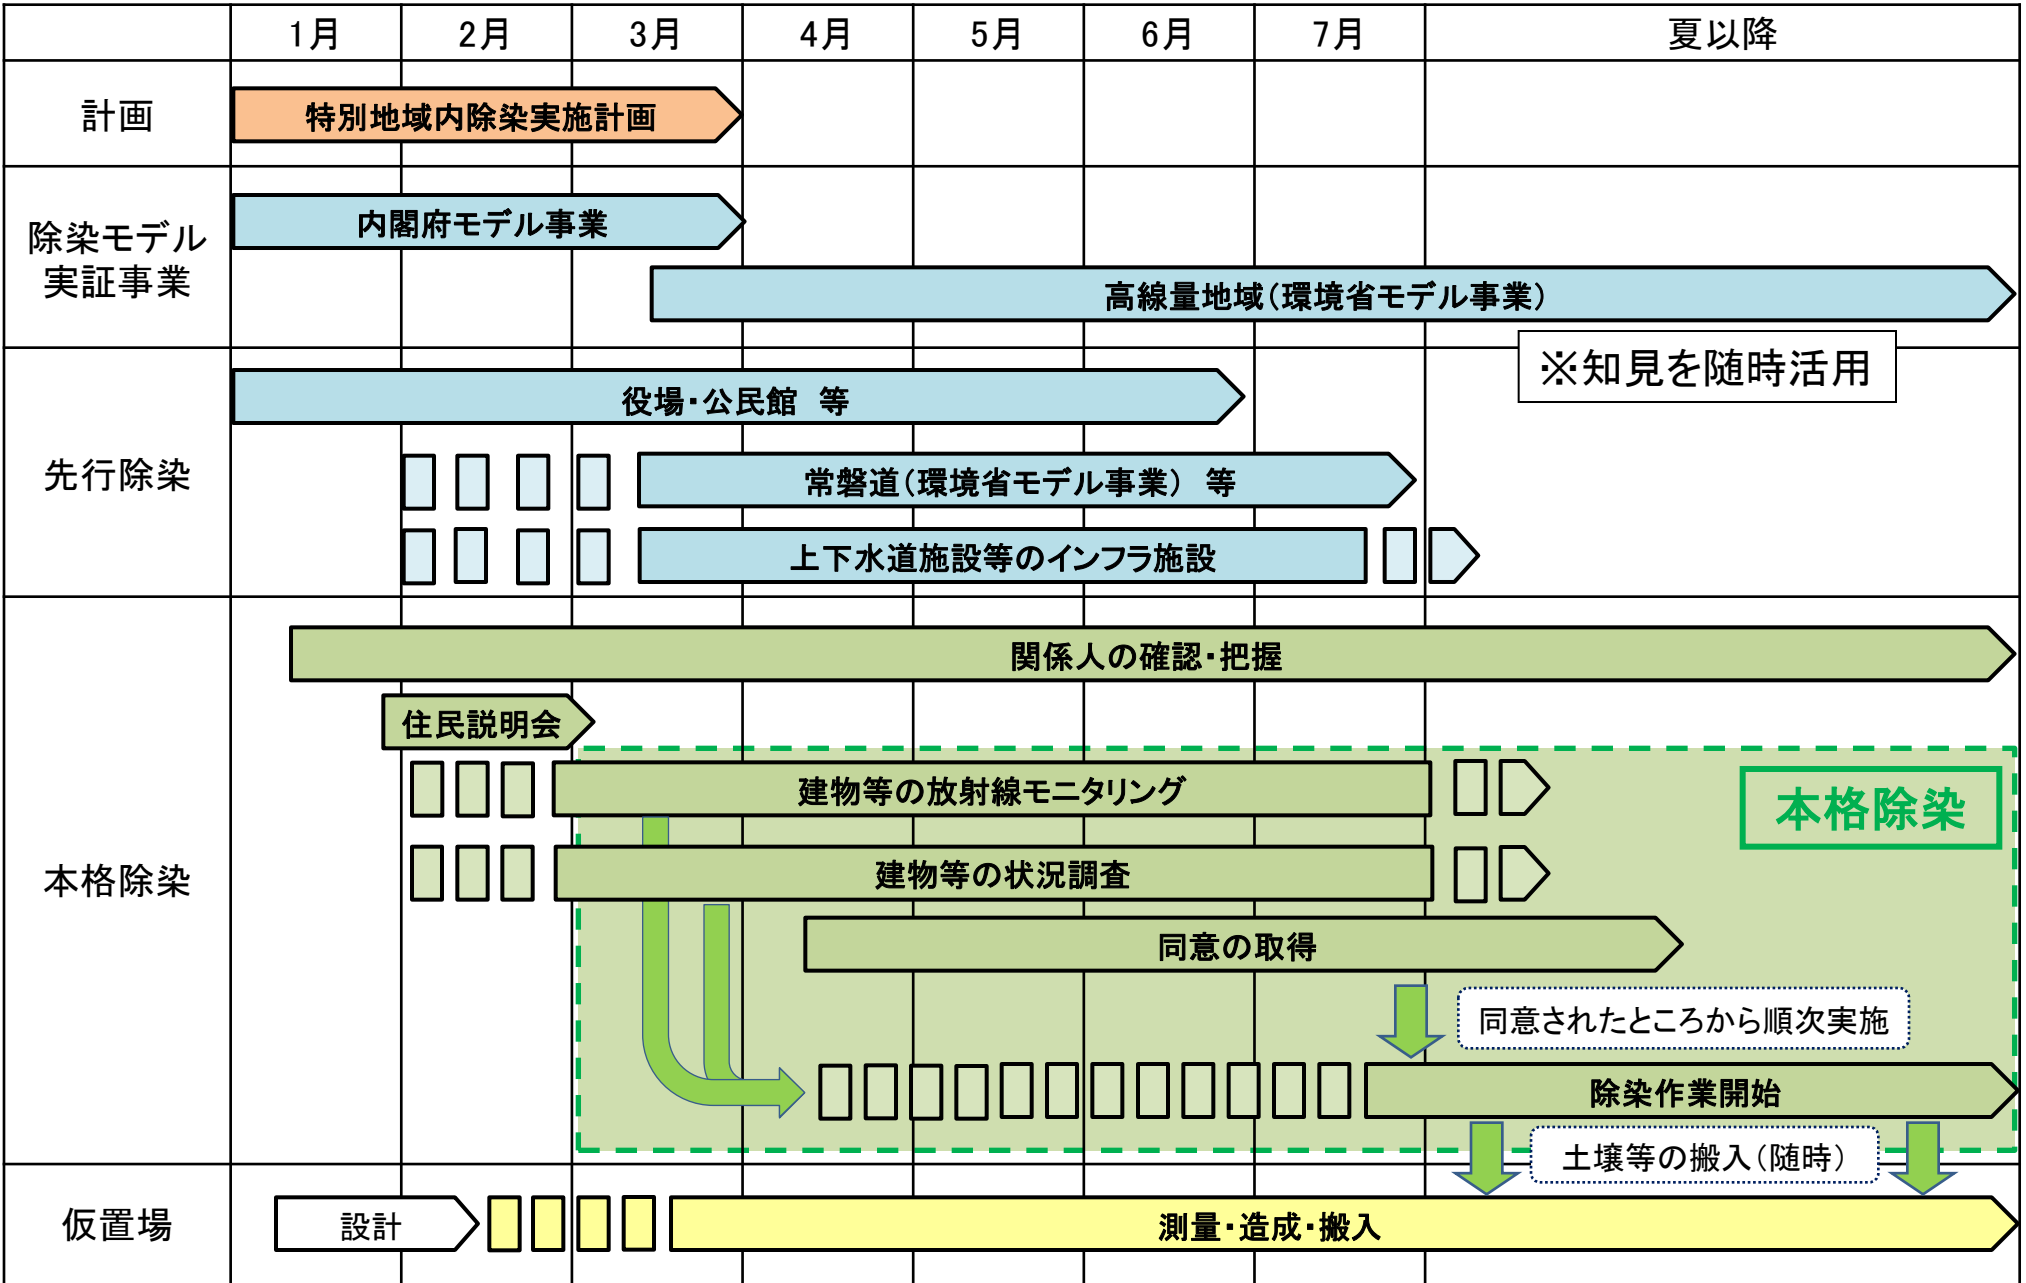 1月 2月 3月 4月 5月 6月 7月 夏以降
計画
特別地域内除染実施計画
除染モデル
実証事業
内閣府モデル事業
高線量地域(環境省モデル事業)
※知見を随時活用
先行除染
役場・公民館 等
常磐道(環境省モデル事業) 等
上下水道施設等のインフラ施設
本格除染
関係人の確認・把握
住民説明会
本格除染
建物等の放射線モニタリング
建物等の状況調査
同意の取得
同意されたところから順次実施
除染作業開始
土壌等の搬入(随時)
仮置場
設計
測量・造成・搬入